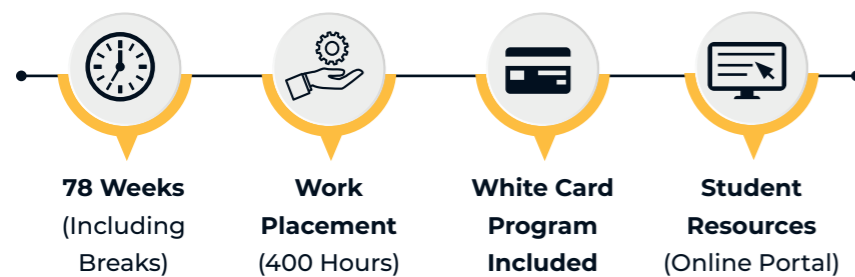 78 Weeks
(Including
Breaks)
Work
Placement
(400 Hours)
White Card
Program
Included
Student
Resources
(Online Portal)